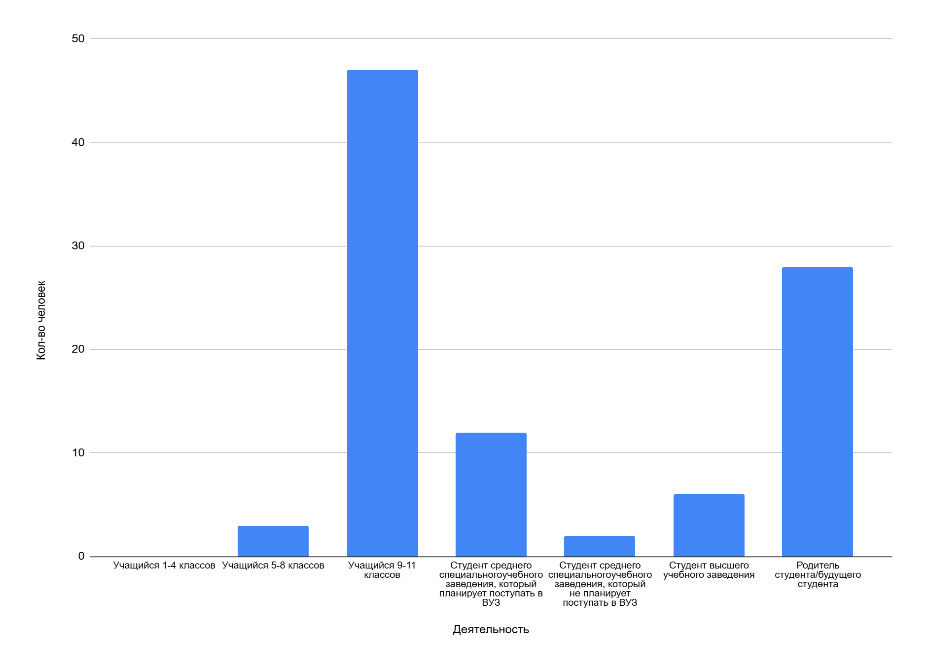 50
40
30
20
10
0
Кол-во человек
Учащийся 1-4 классов
Учащийся 5-8 классов
Учащийся 9-11
классов
Студент среднего
специальногоучебного
заведения, который
планирует поступать в
ВУЗ
Студент среднего
специальногоучебного
заведения, который
не планирует
поступать в ВУЗ
Студент высшего
учебного заведения
Родитель
студента/будущего
студента
Деятельность